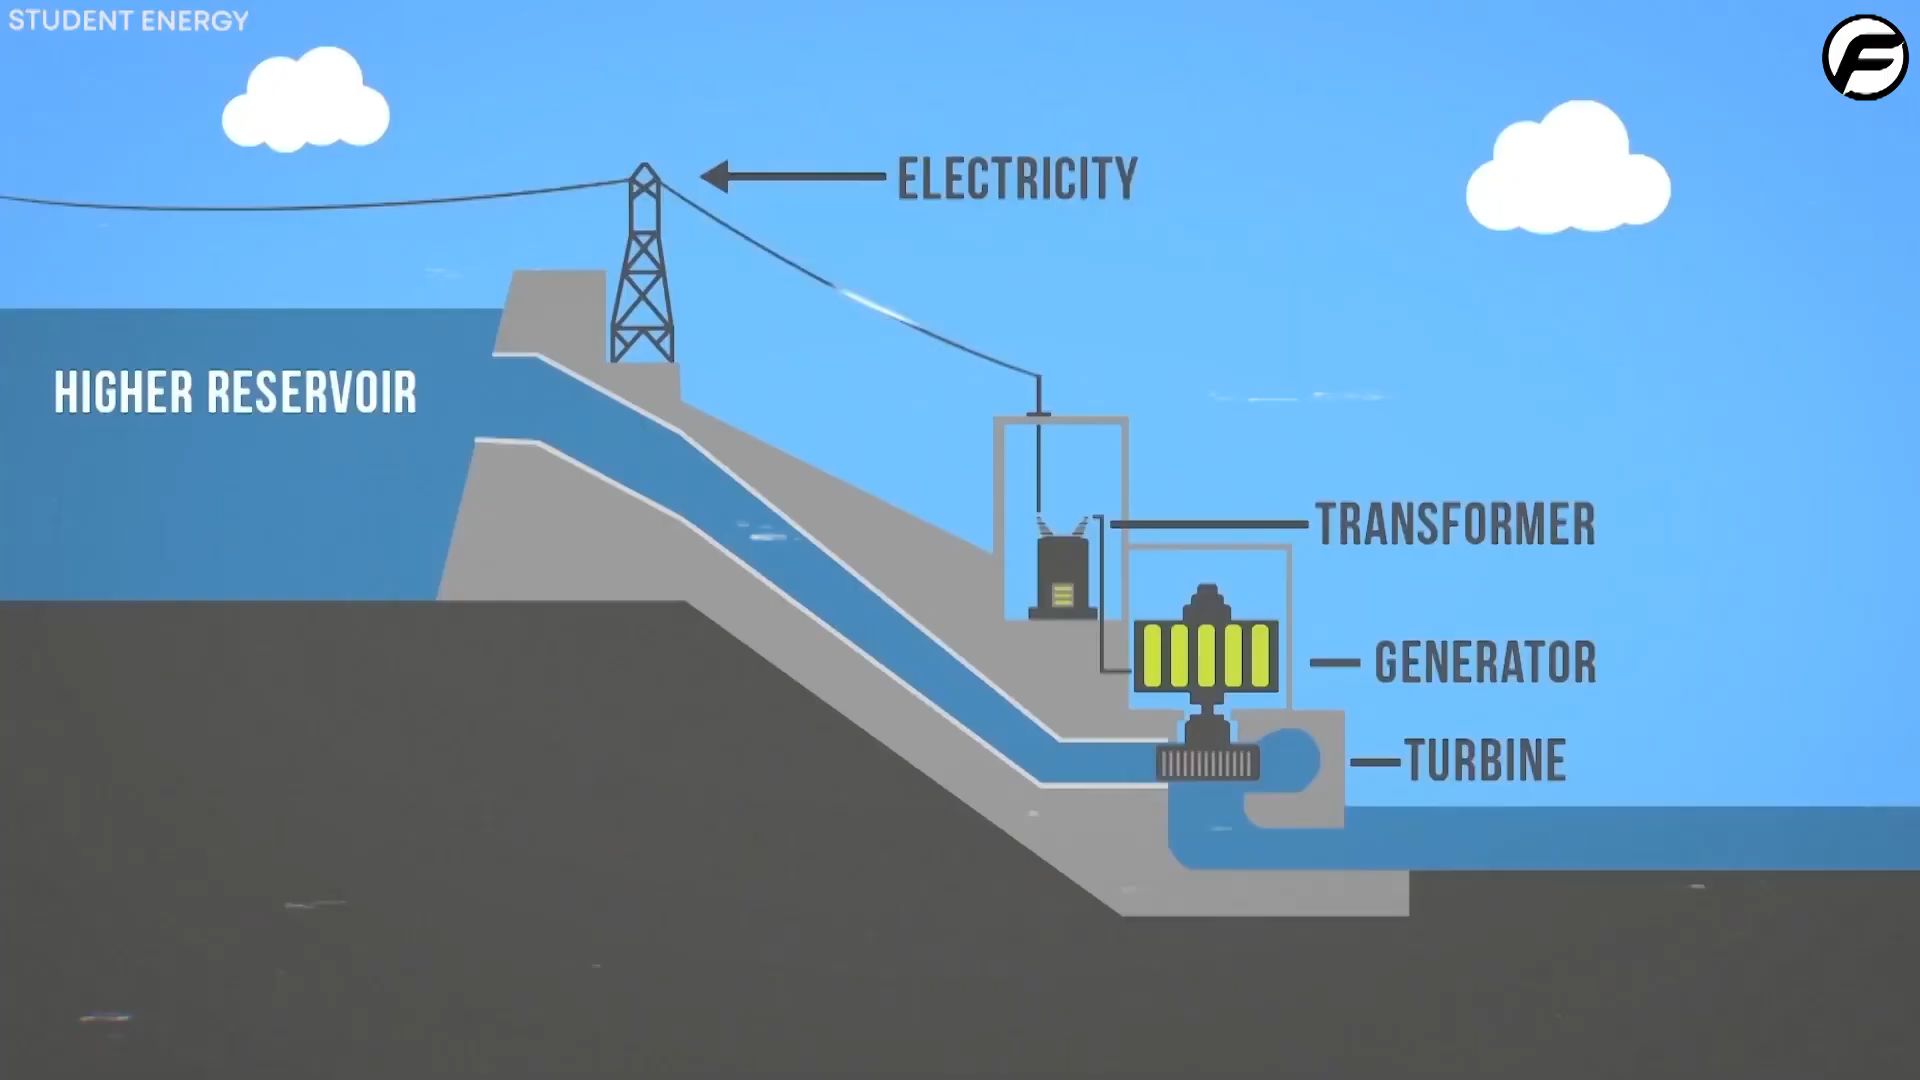 STUDENT ENERGY
ELECTRICITY
HIGHER RESERVOIR
TRANSFORMER
GENERATOR
TURBINE